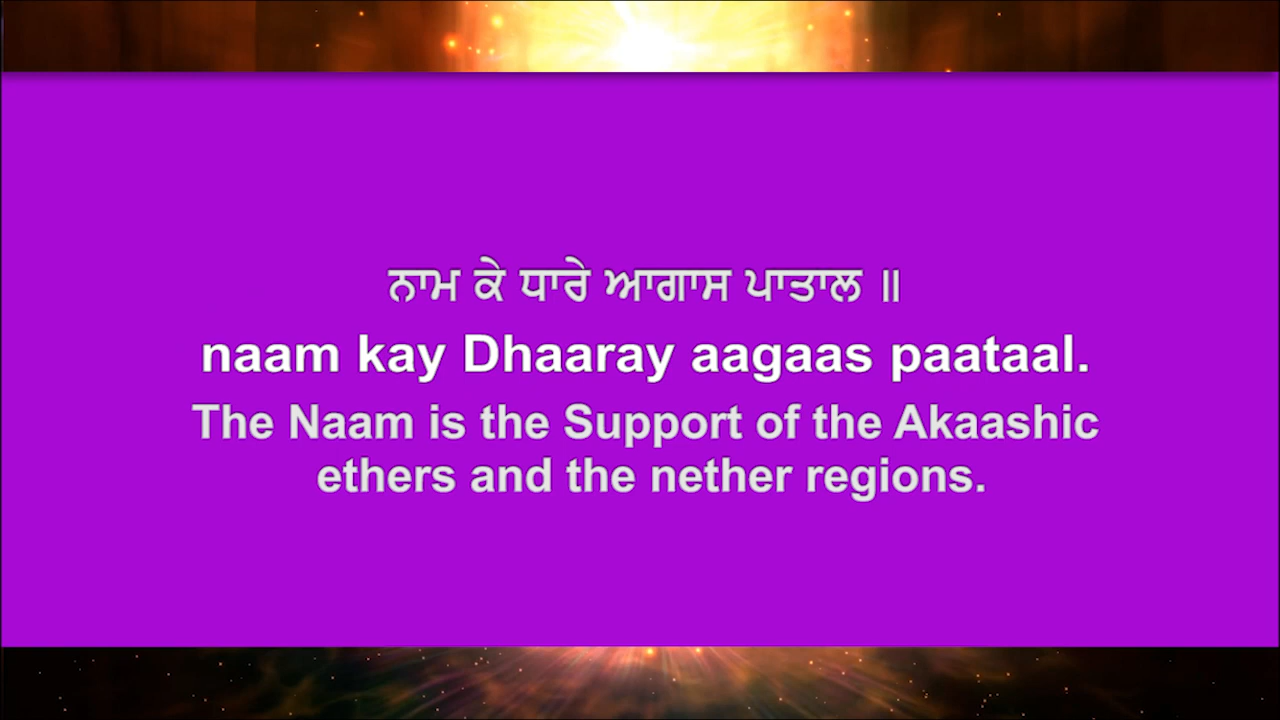 ਨਾਮ ਕੇ ਧਾਰੇ ਆਗਾਸ ਪਾਤਾਲ ॥
naam kay Dhaaray aagaas paataal.
The Naam is the Support of the Akaashic
ethers and the nether regions.